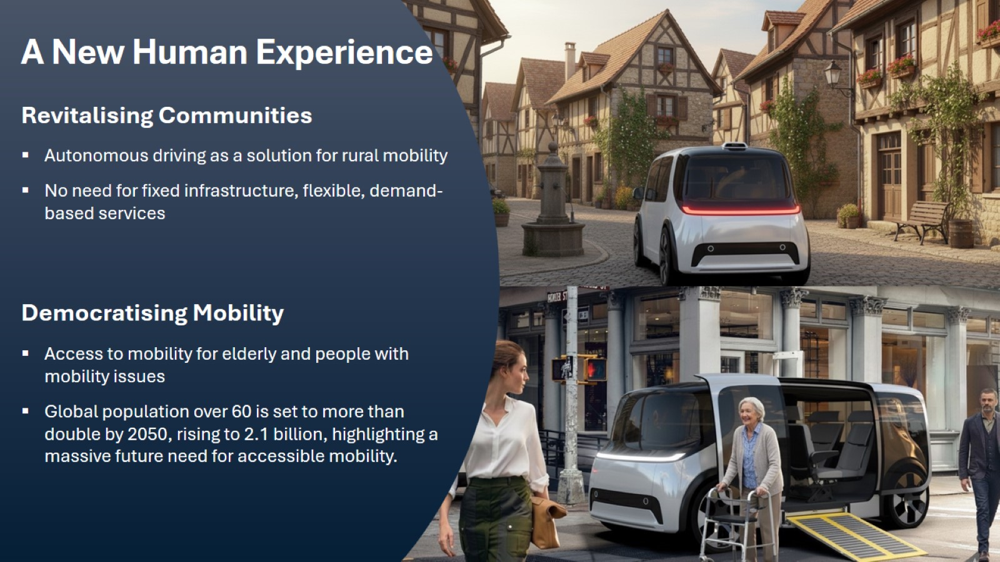 A New Human Experience
Revitalising Communities
▪ Autonomous driving as a solution for rural mobility
▪ No need for fixed infrastructure, flexible, demand-
based services
Democratising Mobility
▪ Access to mobility for elderly and people with
mobility issues
▪ Global population over 60 is set to more than
double by 2050, rising to 2.1 billion, highlighting a
massive future need for accessible mobility.